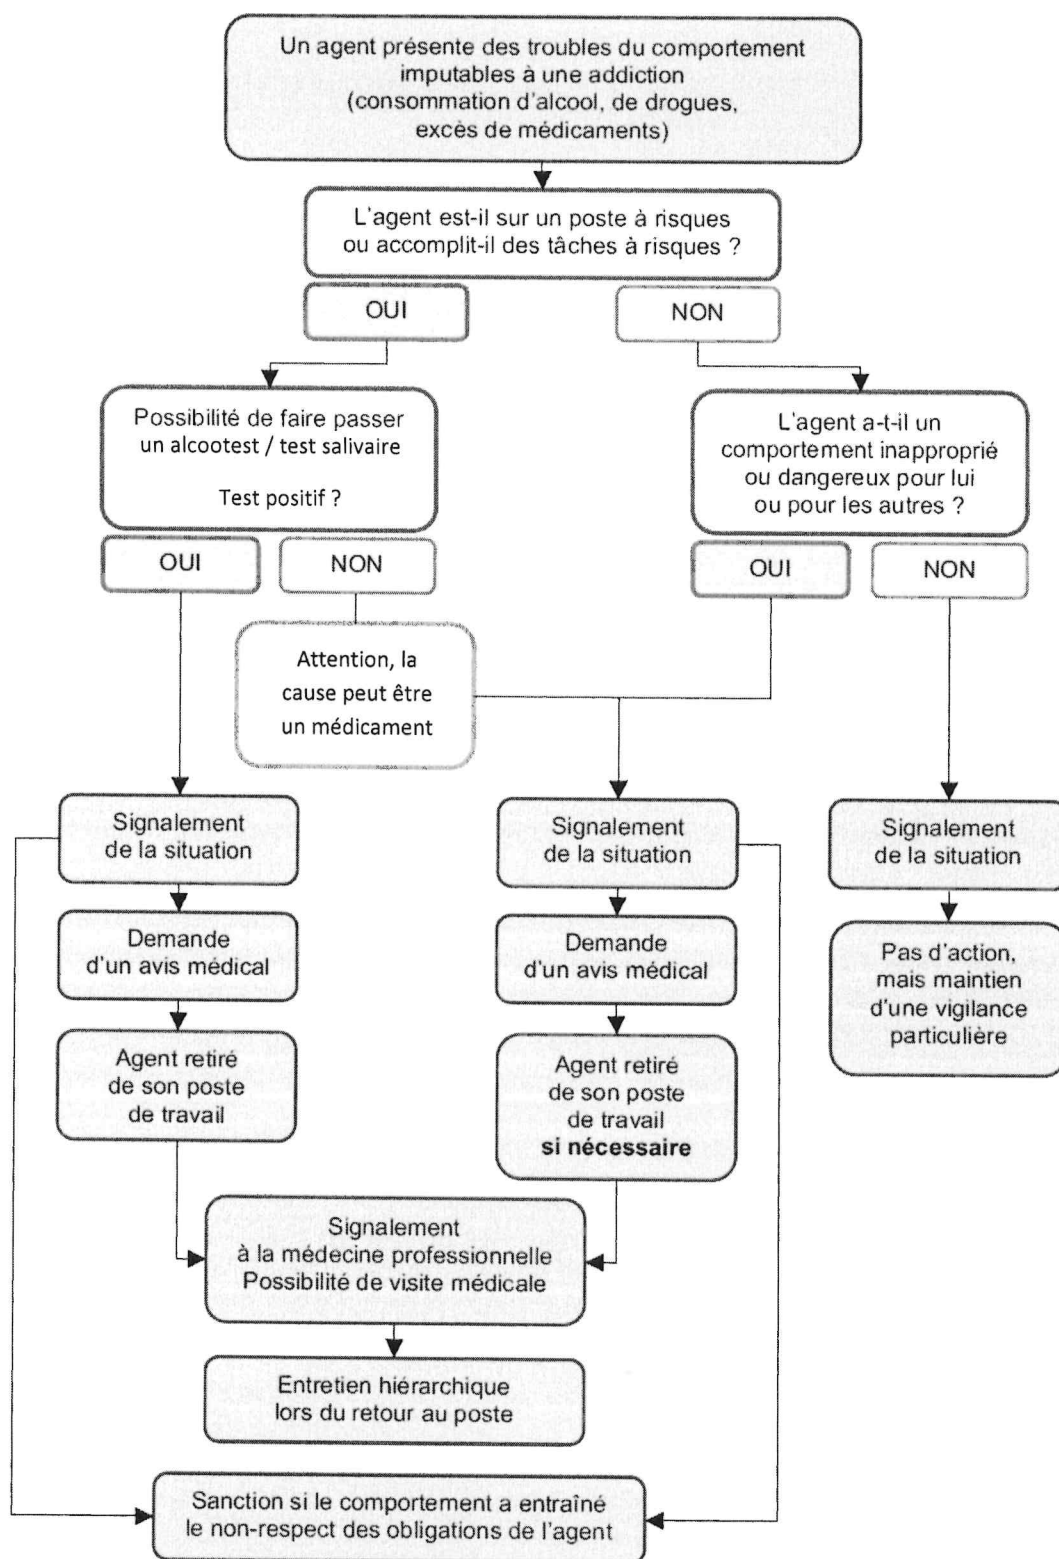 Un agent présente des troubles du comportement
imputables à une addiction
(consommation d'alcool, de drogues,
excès de médicaments)
L'agent est-il sur un poste à risques
ou accomplit-il des tâches à risques ?
OUI
NON
Possibilité de faire passer
un alcootest / test salivaire
Test positif ?
L'agent a-t-il un
comportement inapproprié
ou dangereux pour lui
ou pour les autres ?
OUI
NON
OUI
NON
Attention, la
cause peut être
un médicament
Signalement
de la situation
Signalement
de la situation
Signalement
de la situation
Demande
d'un avis médical
Demande
d'un avis médical
Pas d'action,
mais maintien
d'une vigilance
particulière
Agent retiré
de son poste
de travail
Agent retiré
de son poste
de travail
si nécessaire
Signalement
à la médecine professionnelle
Possibilité de visite médicale
Entretien hiérarchique
lors du retour au poste
Sanction si le comportement a entraîné
le non-respect des obligations de l'agent